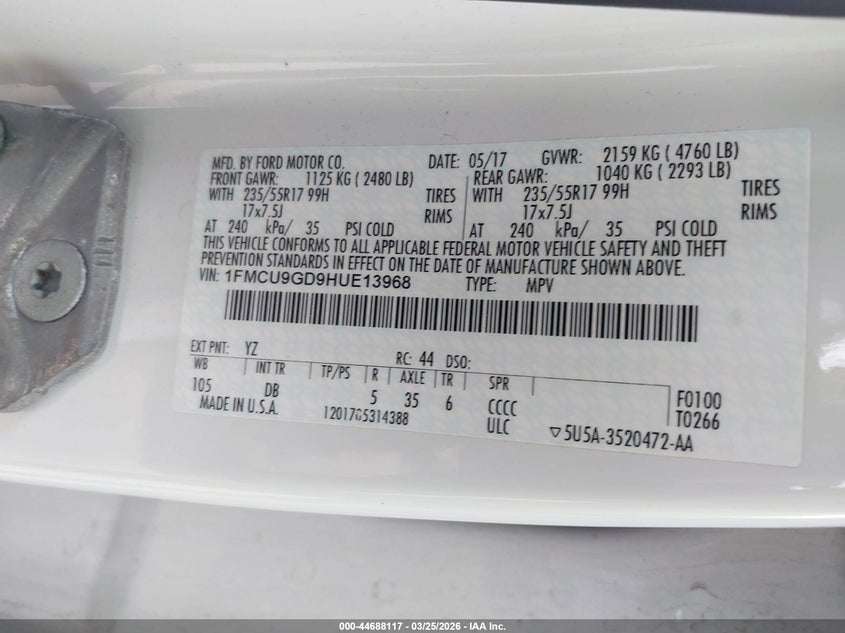 MFD. BY FORD MOTOR CO. DATE: 05/17 GVWR: 2159 KG ( 4760 LB)
FRONT GAWR: 1125 KG ( 2480 LB) REAR GAWR: 1040 KG ( 2293 LB)
WITH 235/55R17 99H TIRES WITH 235/55R17 99H TIRES
17x7.5J RIMS 17x7.5J RIMS
AT 240 kPa/ 35 PSI COLD AT 240 kPa/ 35 PSI COLD
THIS VEHICLE CONFORMS TO ALL APPLICABLE FEDERAL MOTOR VEHICLE SAFETY AND THEFT
PREVENTION STANDARDS IN EFFECT ON THE DATE OF MANUFACTURE SHOWN ABOVE.
VIN: 1FMCU9GD9HUE13968 TYPE: MPV
EXT PNT: YZ RC: 44 DSO:
WB INT TR TP/PS R AXLE TR SPR
105 DB 5 35 6 CCCC F0100
MADE IN U.S.A. 1201705314388 ULC T0266
▽5U5A-3520472-AA
000-44688117 • 03/25/2026 • IAA Inc.